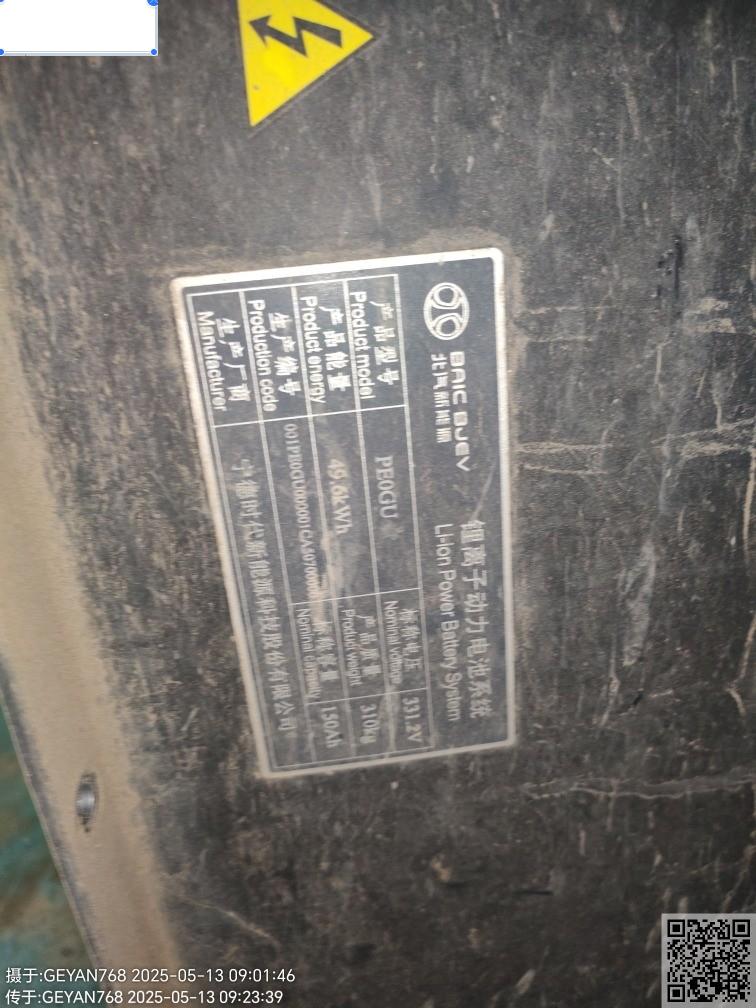 BAIC BJEV
北汽新能源
锂离子动力电池系统
Li-Ion Power Battery System
产品型号
Product model
PE0GU
标称电压
Nominal voltage
331.2V
产品能量
Product energy
49.6kWh
产品质量
Product weight
310kg
生产编号
Production code
标称容量
Nominal capacity
150Ah
生产厂商
Manufacturer
宁德时代新能源科技股份有限公司
摄于:GEYAN768 2025-05-13 09:01:46
传于:GEYAN768 2025-05-13 09:23:39